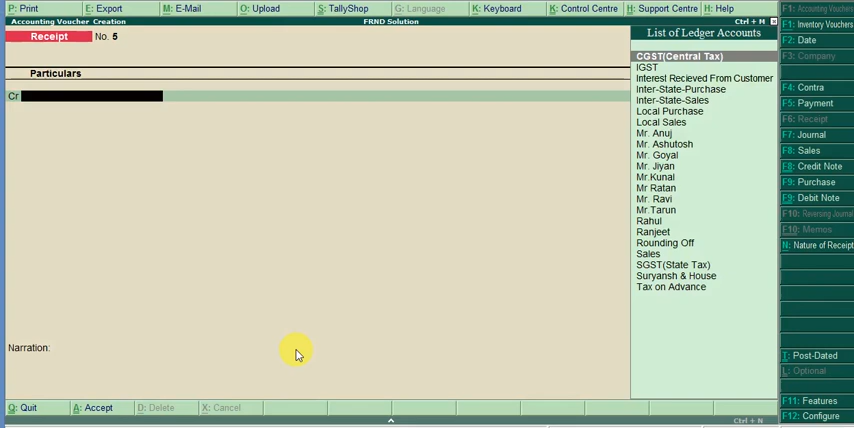 P: Print
E: Export
M: E-Mail
O: Upload
S: TallyShop
G: Language
K: Keyboard
K: Control Centre
H: Support Centre
H: Help
F1: Accounting Vouchers
Accounting Voucher Creation
FRND Solution
Ctrl + M
F1: Inventory Vouchers
Receipt No. 5
List of Ledger Accounts
F2: Date
F3: Company
Particulars
CGST(Central Tax)
IGST
Interest Recieved From Customer
Inter-State-Purchase
Inter-State-Sales
Local Purchase
Local Sales
Mr. Anuj
Mr. Ashutosh
Mr. Goyal
Mr. Jiyan
Mr.Kunal
Mr Ratan
Mr. Ravi
Mr.Tarun
Rahul
Ranjeet
Rounding Off
Sales
SGST(State Tax)
Suryansh & House
Tax on Advance
Cr
F4: Contra
F5: Payment
F6: Receipt
F7: Journal
F8: Sales
F8: Credit Note
F9: Purchase
F9: Debit Note
F10: Reversing Journal
F10: Memos
N: Nature of Receipt
Narration:
T: Post-Dated
L: Optional
F11: Features
F12: Configure
Q: Quit
A: Accept
D: Delete
X: Cancel
Ctrl + N